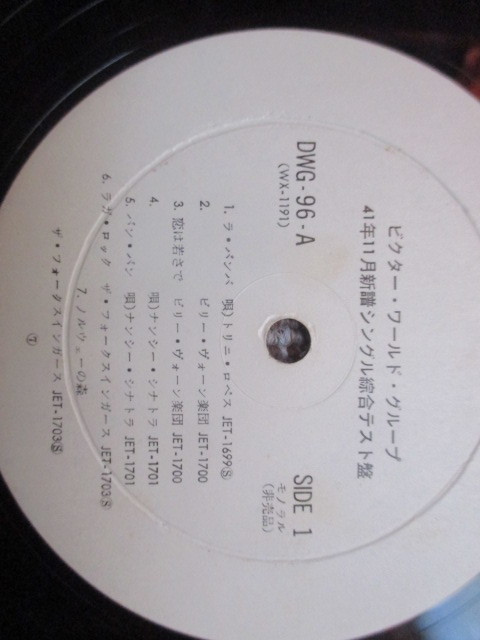 ビクター・ワールド・グループ
41年11月新譜シングル綜合テスト盤
DWG-96-A
(WX-1191)
SIDE 1
モノラル
(非売品)
1. ラ・バンバ 唄)トリニ・ロペス JET-1699Ⓢ
2. ビリー・ヴォーン楽団 JET-1700
3. 恋は若さで ビリー・ヴォーン楽団 JET-1700
4. 唄)ナンシー・シナトラ JET-1701
5. バン・バン 唄)ナンシー・シナトラ JET-1701
6. ラガ・ロック ザ・フォークスインガース JET-1703Ⓢ
7. ノルウェーの森
ザ・フォークスインガース JET-1703Ⓢ
⑦